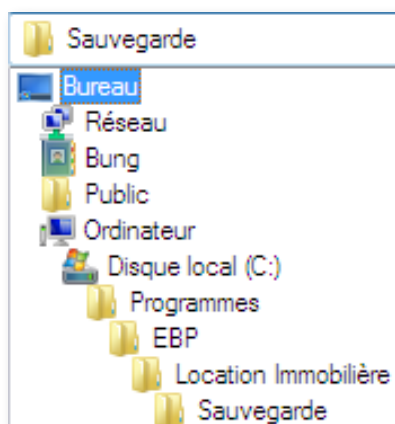 Sauvegarde
Bureau
Réseau
Bung
Public
Ordinateur
Disque local (C:)
Programmes
EBP
Location Immobilière
Sauvegarde